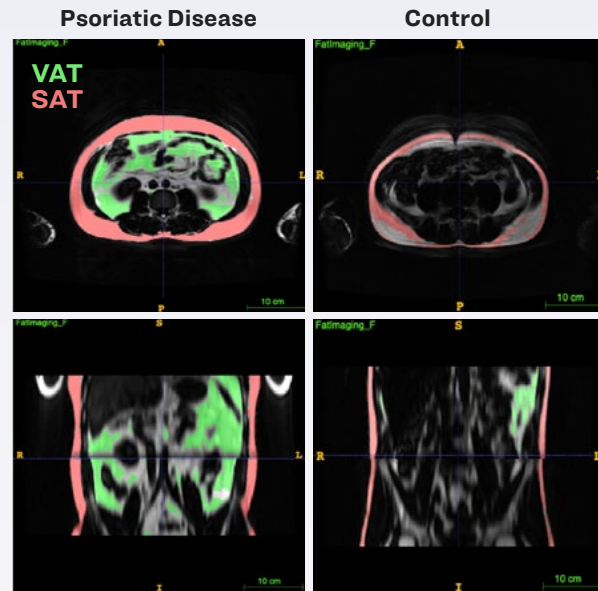 Psoriatic Disease
Control
FatImaging_F
A
VAT
SAT
R
L
10 cm
P
FatImaging_F
A
R
10 cm
P
FatImaging_F
S
R
L
10 cm
I
FatImaging_F
S
R
10 cm
I